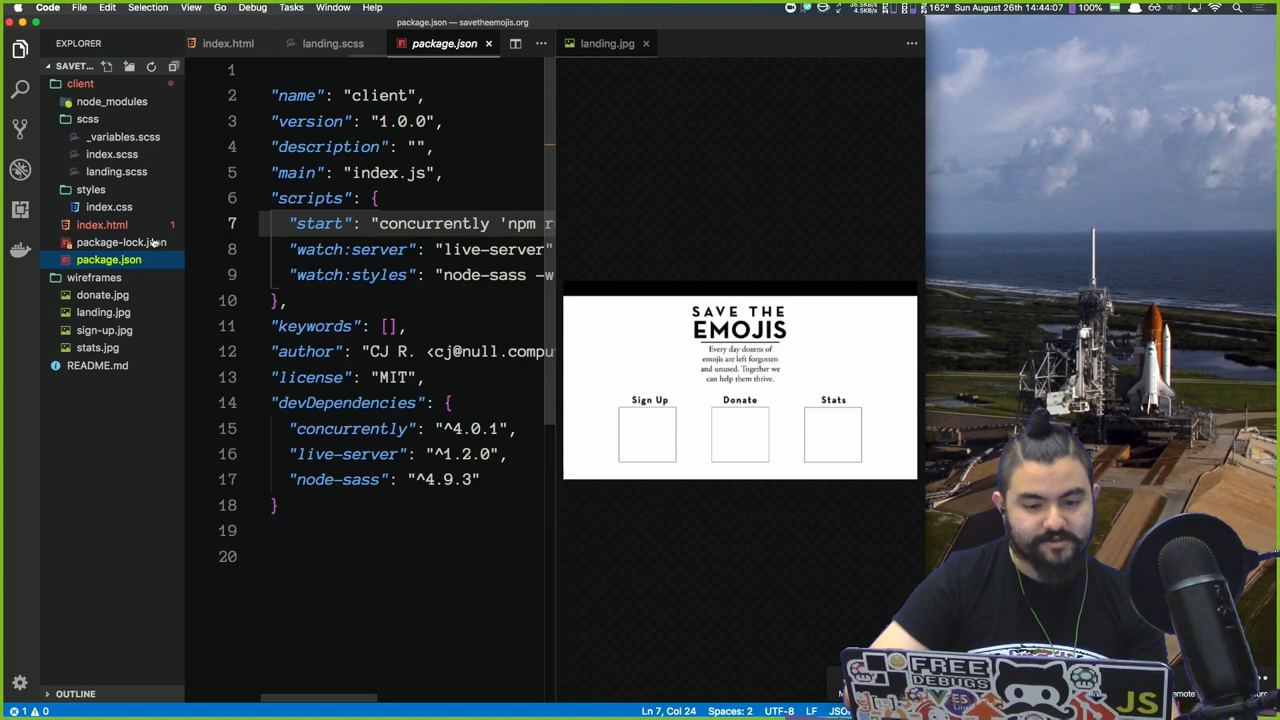 Code File Edit Selection View Go Debug Tasks Window Help
4.5KB/s 162° Sun August 26th 14:44:07 100%
package.json — savetheemojis.org
EXPLORER
index.html
landing.scss
package.json
landing.jpg
SAVET...
client
node_modules
scss
_variables.scss
index.scss
landing.scss
styles
index.css
index.html 1
package-lock.json
package.json
wireframes
donate.jpg
landing.jpg
sign-up.jpg
stats.jpg
README.md
OUTLINE
1
2 "name": "client",
3 "version": "1.0.0",
4 "description": "",
5 "main": "index.js",
6 "scripts": {
7 "start": "concurrently 'npm r
8 "watch:server": "live-server"
9 "watch:styles": "node-sass -w
10 },
11 "keywords": [],
12 "author": "CJ R. <cj@null.compu
13 "license": "MIT",
14 "devDependencies": {
15 "concurrently": "^4.0.1",
16 "live-server": "^1.2.0",
17 "node-sass": "^4.9.3"
18 }
19
20
SAVE THE
EMOJIS
Every day dozens of
emojis are left forgotten
and unused. Together we
can help them thrive.
Sign Up Donate Stats
FREE
DEBUGS
JS
1 0
Ln 7, Col 24 Spaces: 2 UTF-8 LF